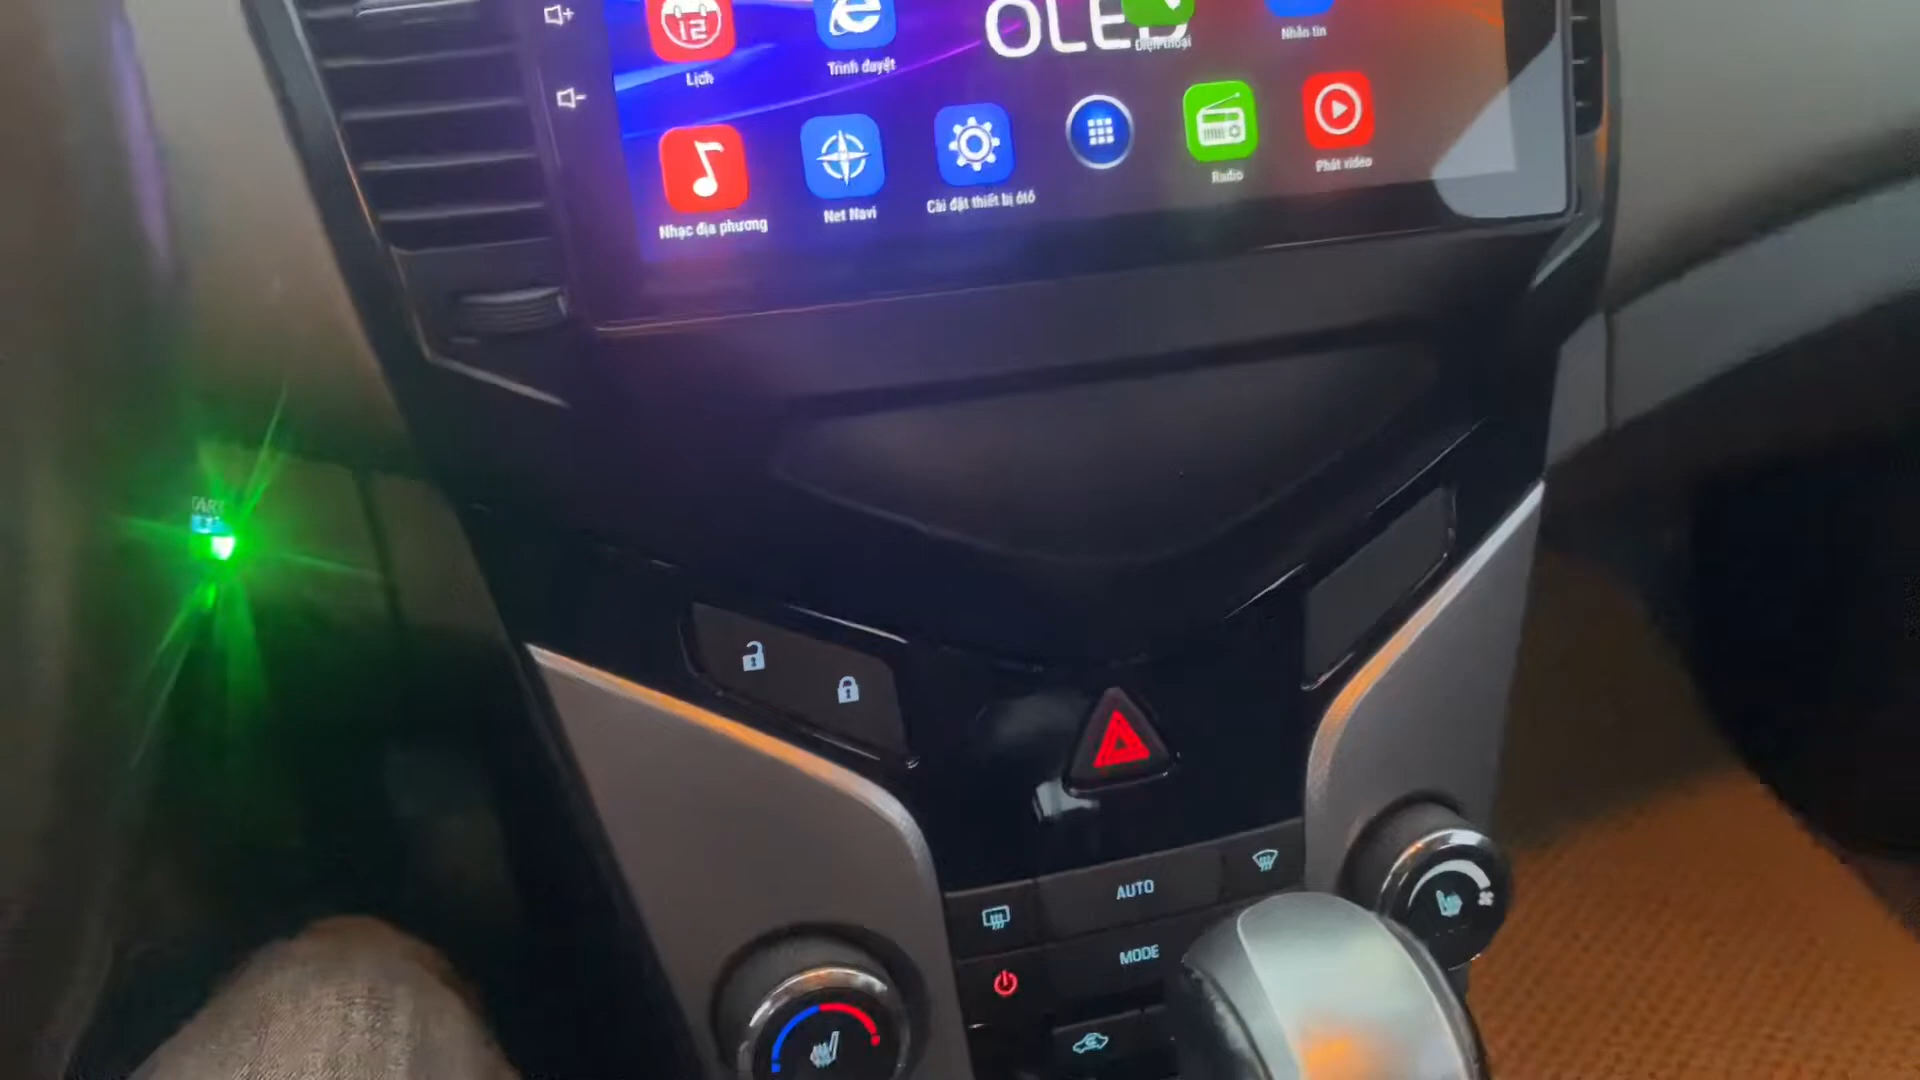 12
OLED
Điện thoại
Nhắn tin
Lịch
Trình duyệt
Nhạc địa phương
Net Navi
Cài đặt thiết bị ôtô
Radio
Phát video
AUTO
MODE